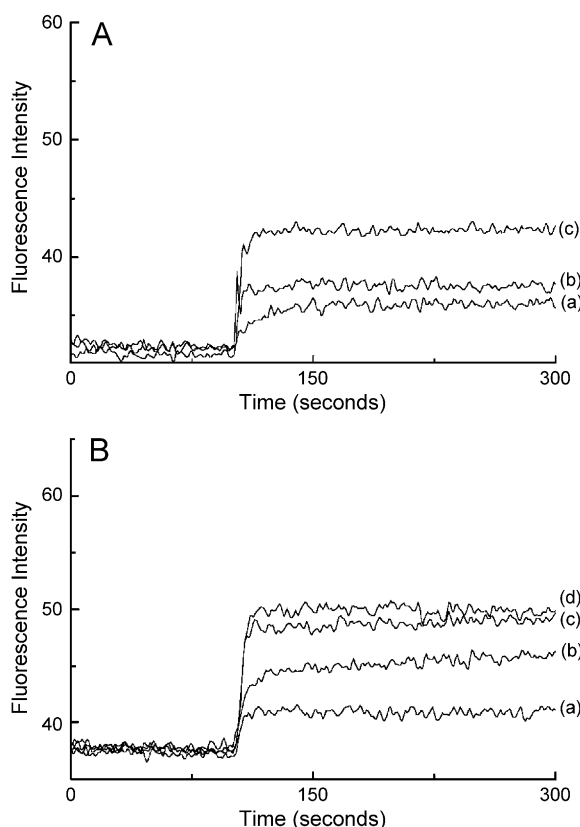 A
60
50
40
Fluorescence Intensity
(c)
(b)
(a)
0
150
300
Time (seconds)
B
60
50
40
Fluorescence Intensity
(d)
(c)
(b)
(a)
0
150
300
Time (seconds)